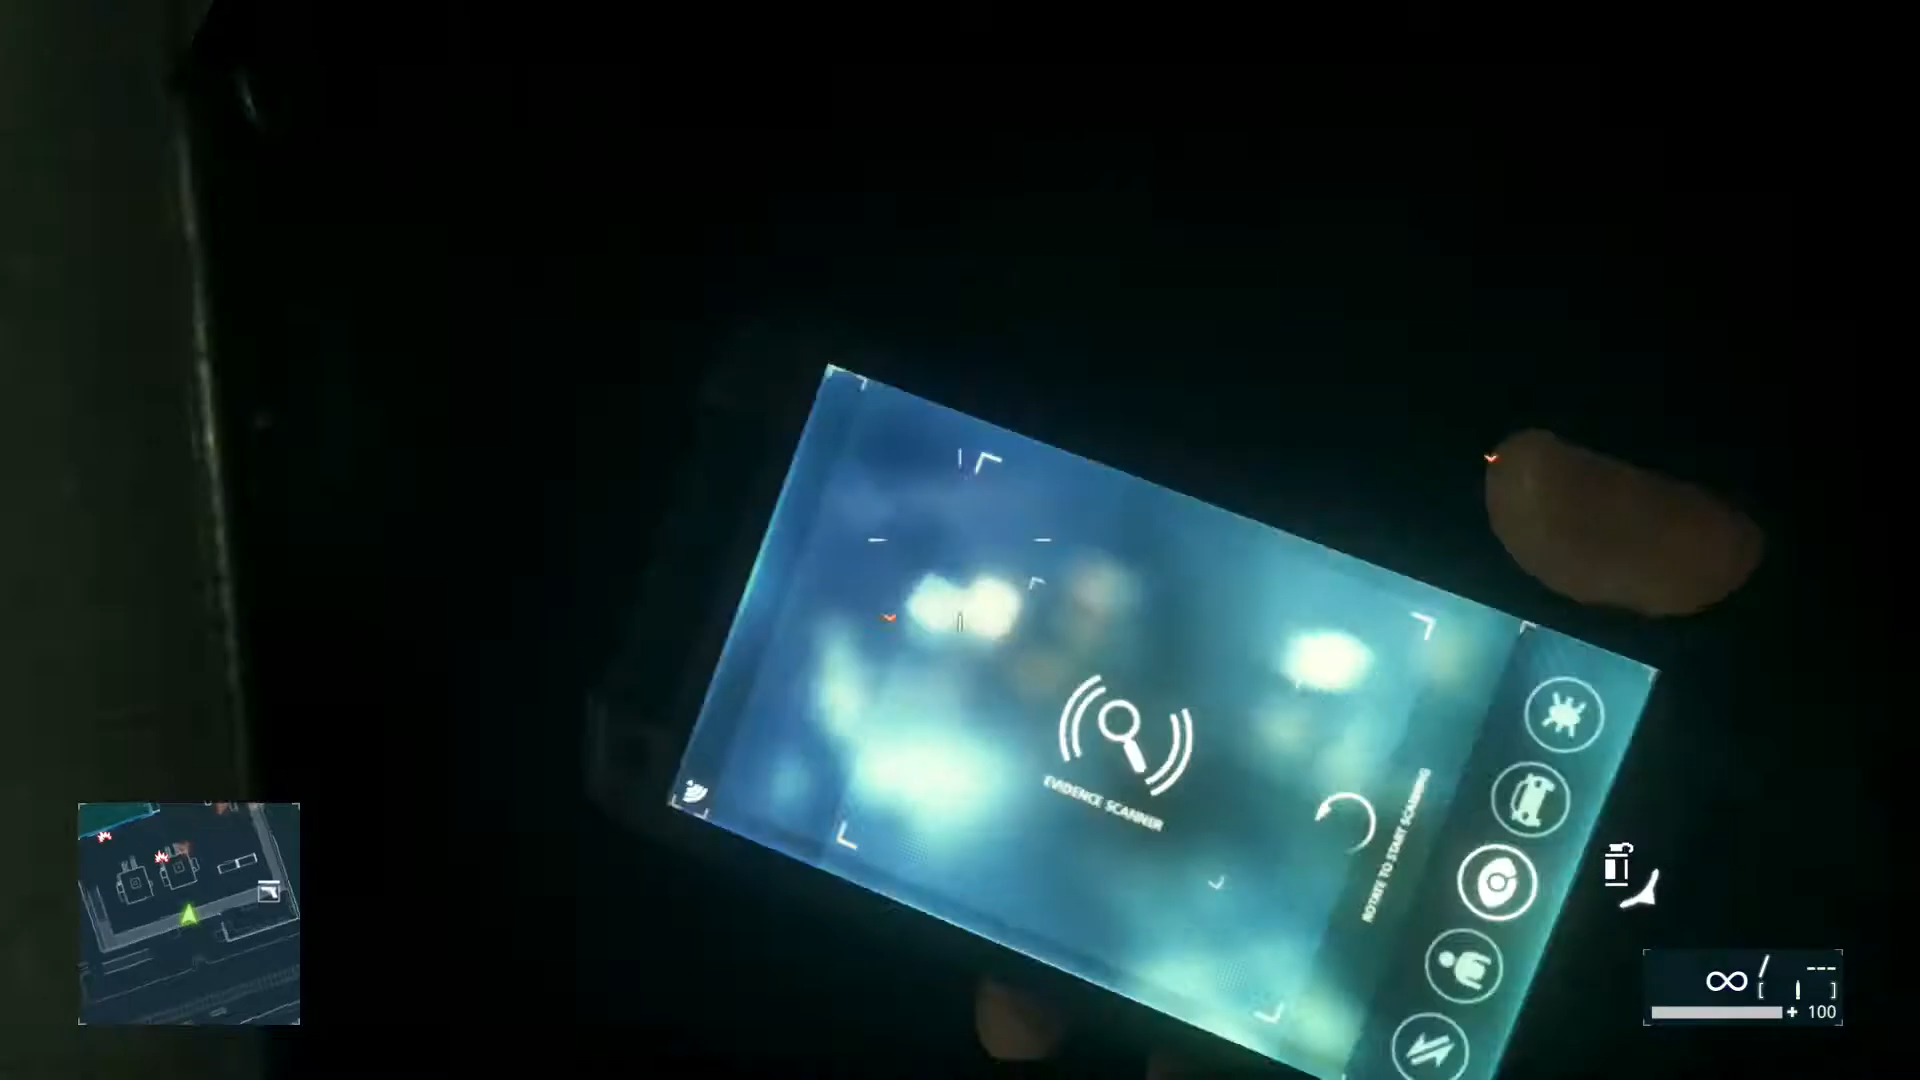 EVIDENCE SCANNER
ROTATE TO START SCANNING
∞ / ---
[ ]
+ 100